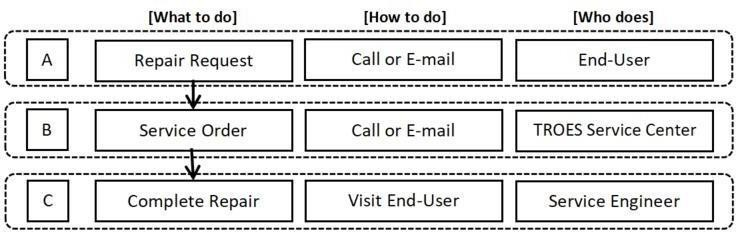 [What to do] [How to do] [Who does]
A Repair Request Call or E-mail End-User
B Service Order Call or E-mail TROES Service Center
C Complete Repair Visit End-User Service Engineer